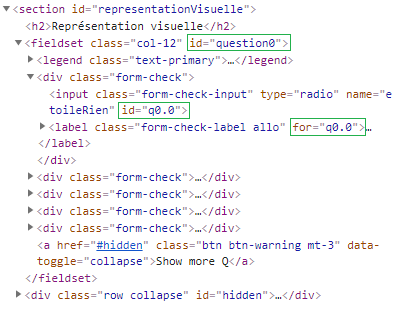 ▼<section id="representationVisuelle">
<h2>Représentation visuelle</h2>
▼<fieldset class="col-12" id="question0">
▶<legend class="text-primary">…</legend>
▼<div class="form-check">
<input class="form-check-input" type="radio" name="e
toileRien" id="q0.0">
▶<label class="form-check-label allo" for="q0.0">…
</label>
</div>
▶<div class="form-check">…</div>
▶<div class="form-check">…</div>
▶<div class="form-check">…</div>
▶<div class="form-check">…</div>
<a href="#hidden" class="btn btn-warning mt-3" data-
toggle="collapse">Show more Q</a>
</fieldset>
▶<div class="row collapse" id="hidden">…</div>